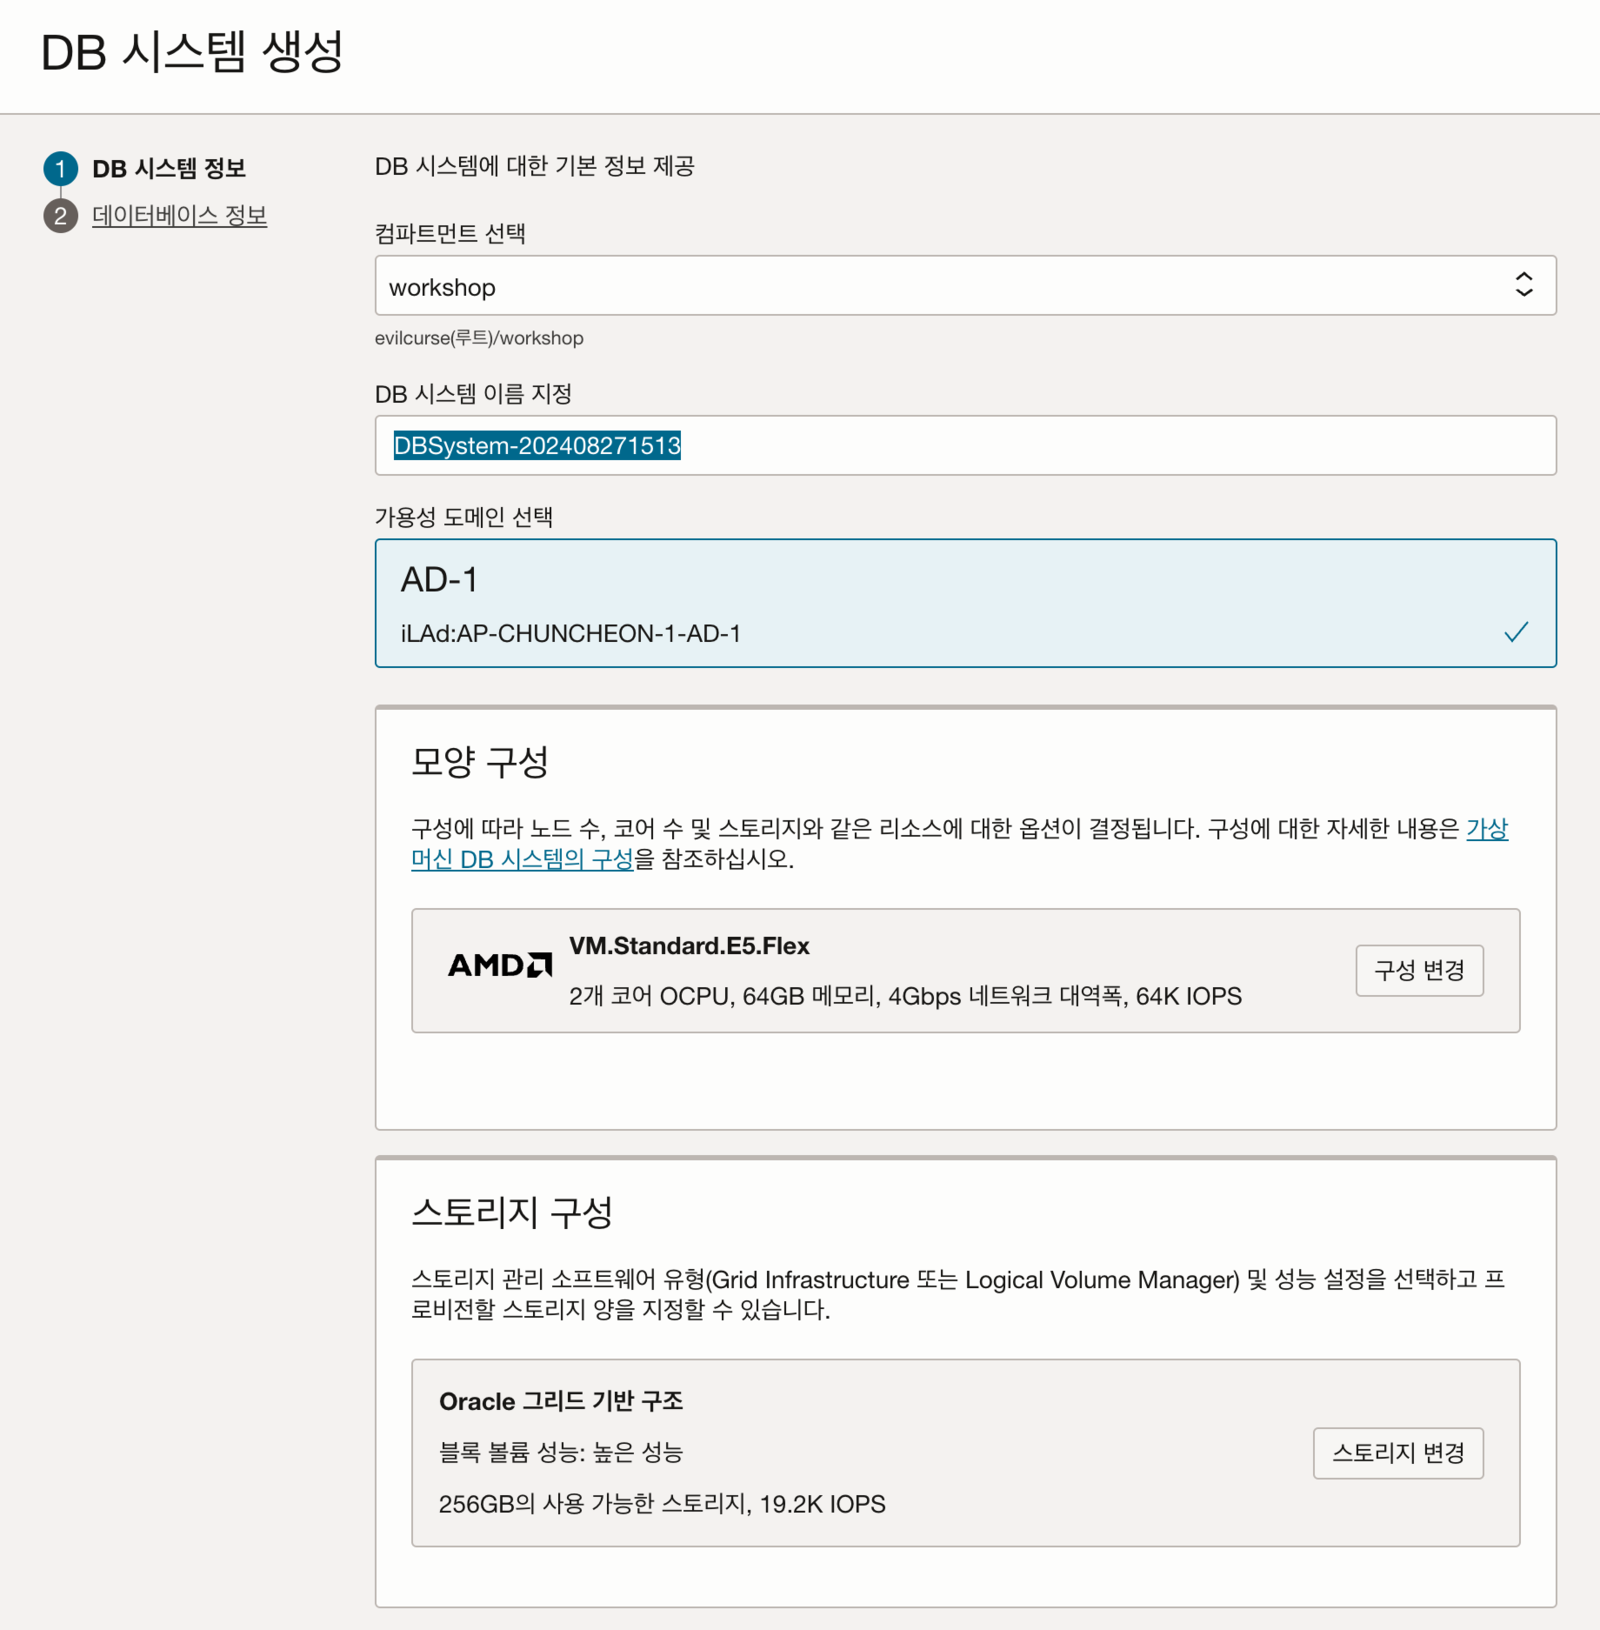 DB 시스템 생성
1 DB 시스템 정보
2 데이터베이스 정보
DB 시스템에 대한 기본 정보 제공
컴파트먼트 선택
workshop
evilcurse(루트)/workshop
DB 시스템 이름 지정
DBSystem-202408271513
가용성 도메인 선택
AD-1
iLAd:AP-CHUNCHEON-1-AD-1
모양 구성
구성에 따라 노드 수, 코어 수 및 스토리지와 같은 리소스에 대한 옵션이 결정됩니다. 구성에 대한 자세한 내용은 가상
머신 DB 시스템의 구성을 참조하십시오.
AMD
VM.Standard.E5.Flex
2개 코어 OCPU, 64GB 메모리, 4Gbps 네트워크 대역폭, 64K IOPS
구성 변경
스토리지 구성
스토리지 관리 소프트웨어 유형(Grid Infrastructure 또는 Logical Volume Manager) 및 성능 설정을 선택하고 프
로비전할 스토리지 양을 지정할 수 있습니다.
Oracle 그리드 기반 구조
블록 볼륨 성능: 높은 성능
256GB의 사용 가능한 스토리지, 19.2K IOPS
스토리지 변경